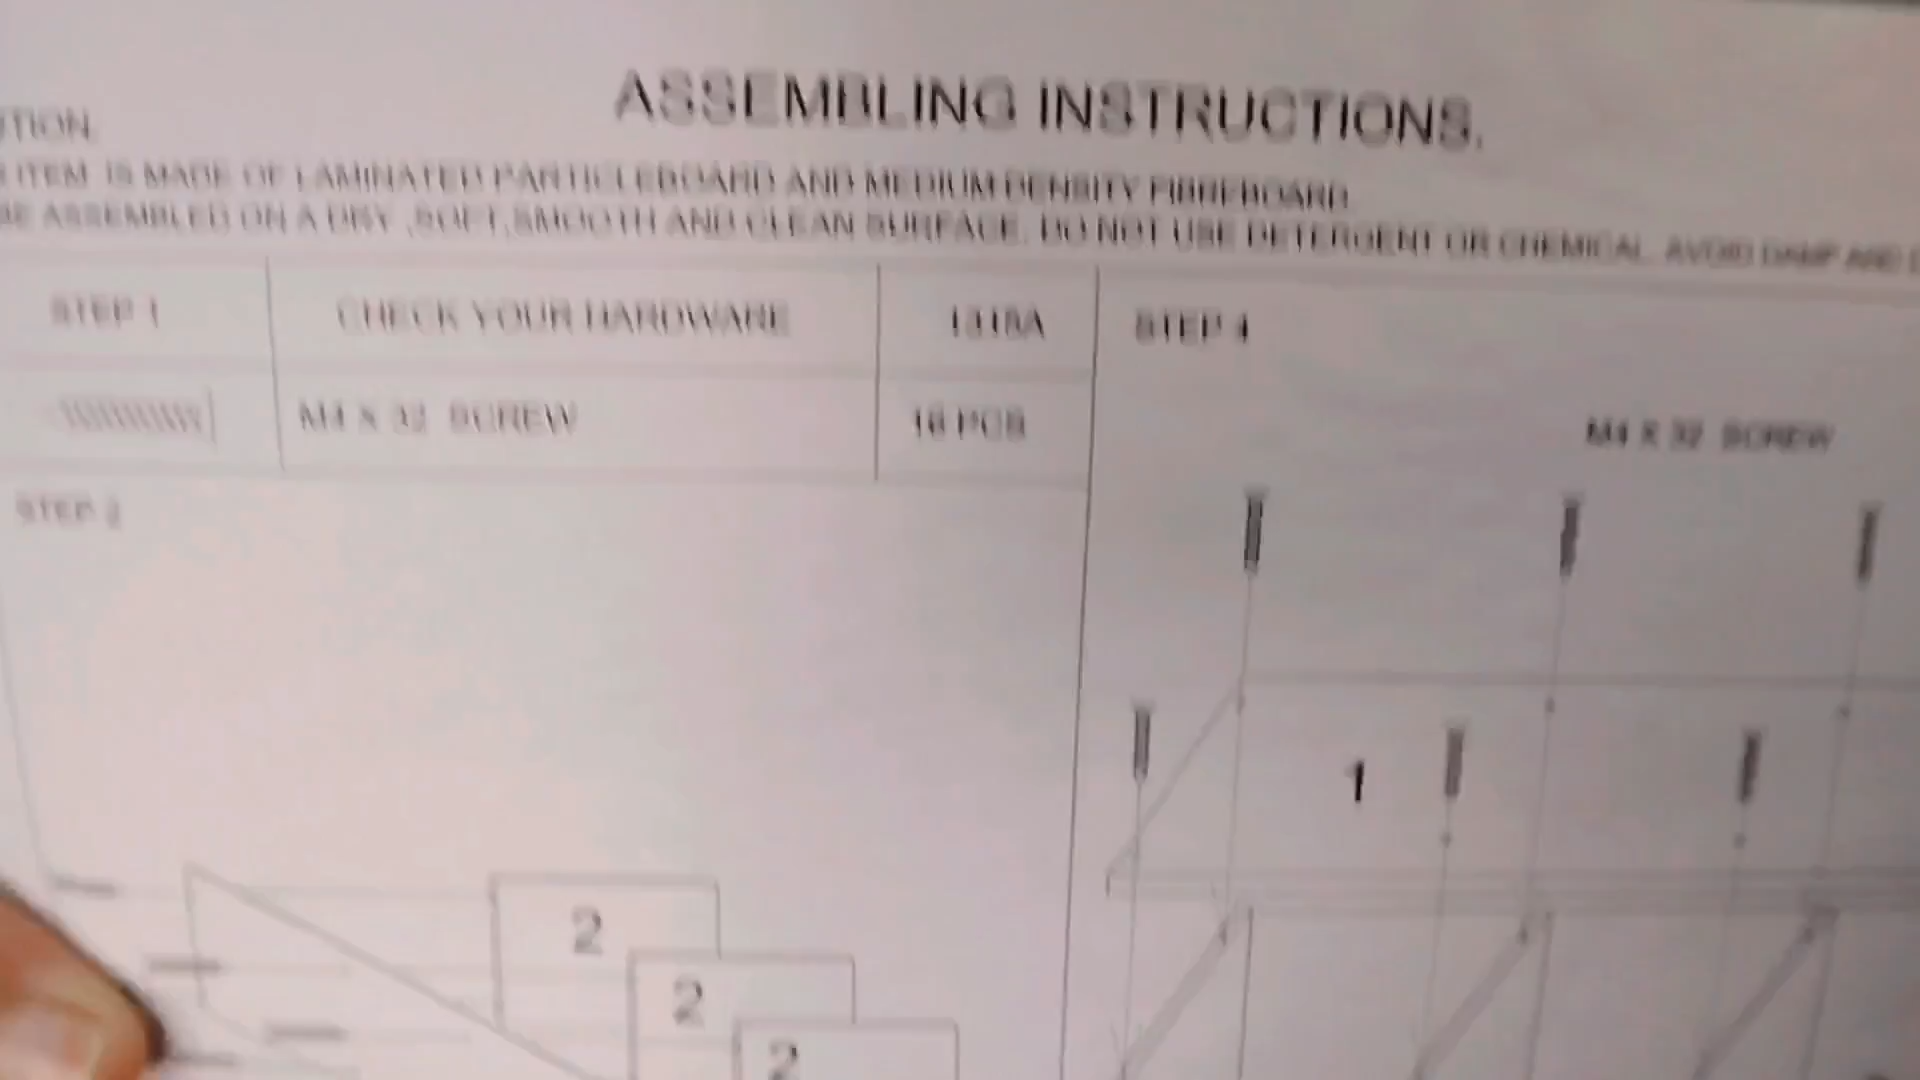 ASSEMBLING INSTRUCTIONS.
TION
ITEM IS MADE OF LAMINATED PARTICLEBOARD AND MEDIUM DENSITY FIBREBOARD
BE ASSEMBLED ON A DRY ,SOFT,SMOOTH AND CLEAN SURFACE. DO NOT USE DETERGENT OR CHEMICAL. AVOID DAMP AND
STEP 1
CHECK YOUR HARDWARE
M4 X 32 SCREW
16 PCS
STEP 2
2
2
2
STEP 4
M4 X 32 SCREW
1